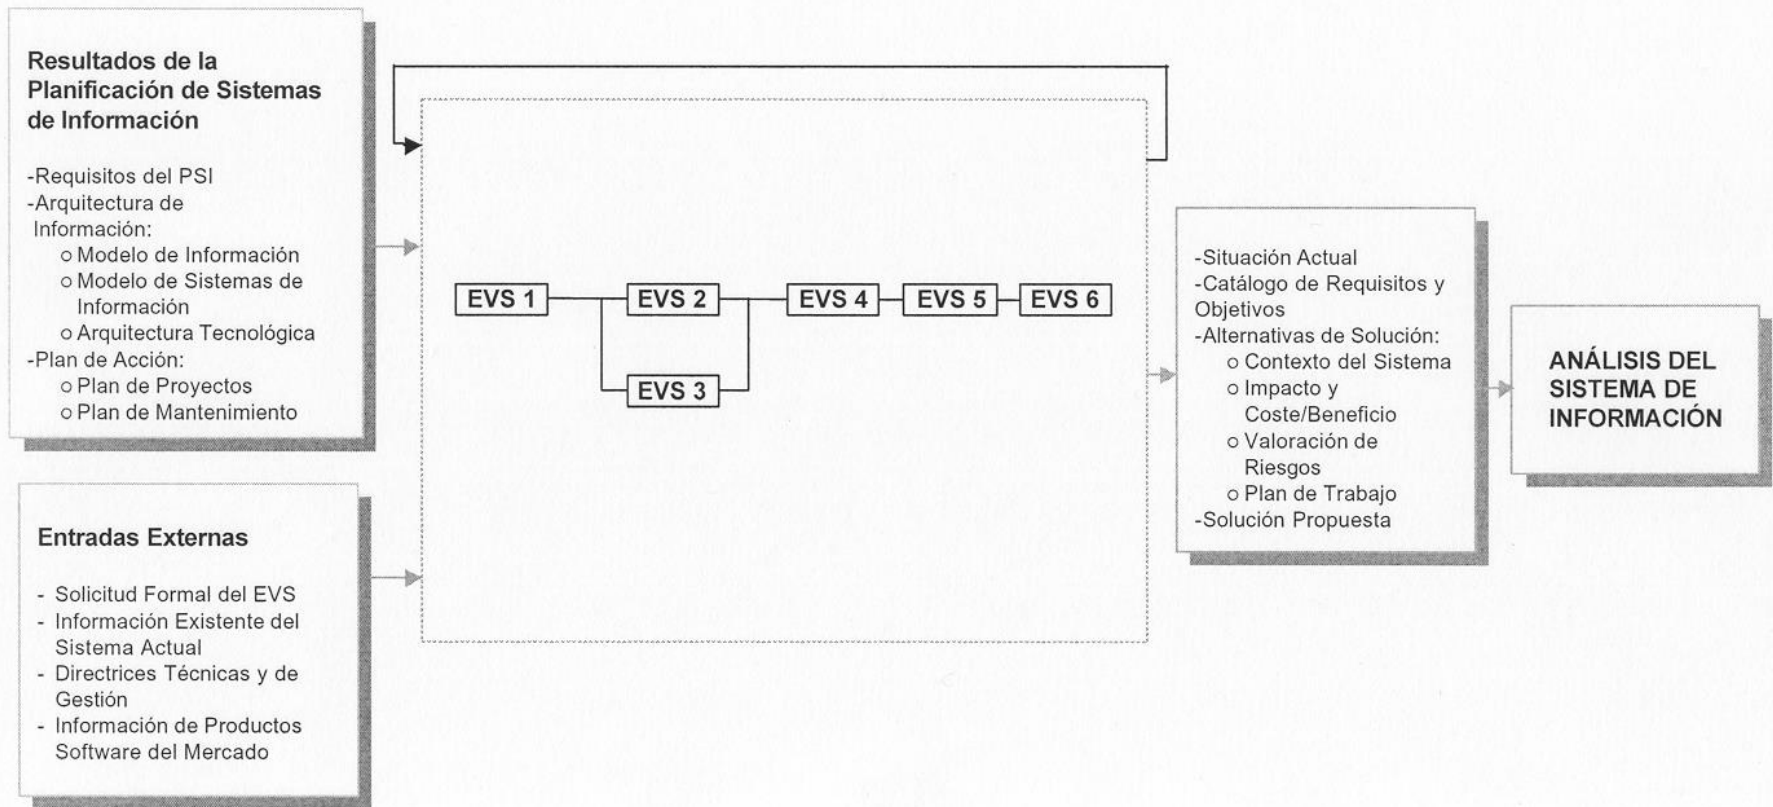 Resultados de la
Planificación de Sistemas
de Información
-Requisitos del PSI
-Arquitectura de
Información:
o Modelo de Información
o Modelo de Sistemas de
Información
o Arquitectura Tecnológica
-Plan de Acción:
o Plan de Proyectos
o Plan de Mantenimiento
Entradas Externas
- Solicitud Formal del EVS
- Información Existente del
Sistema Actual
- Directrices Técnicas y de
Gestión
- Información de Productos
Software del Mercado
EVS 1
EVS 2
EVS 3
EVS 4
EVS 5
EVS 6
-Situación Actual
-Catálogo de Requisitos y
Objetivos
-Alternativas de Solución:
o Contexto del Sistema
o Impacto y
Coste/Beneficio
o Valoración de
Riesgos
o Plan de Trabajo
-Solución Propuesta
ANÁLISIS DEL
SISTEMA DE
INFORMACIÓN